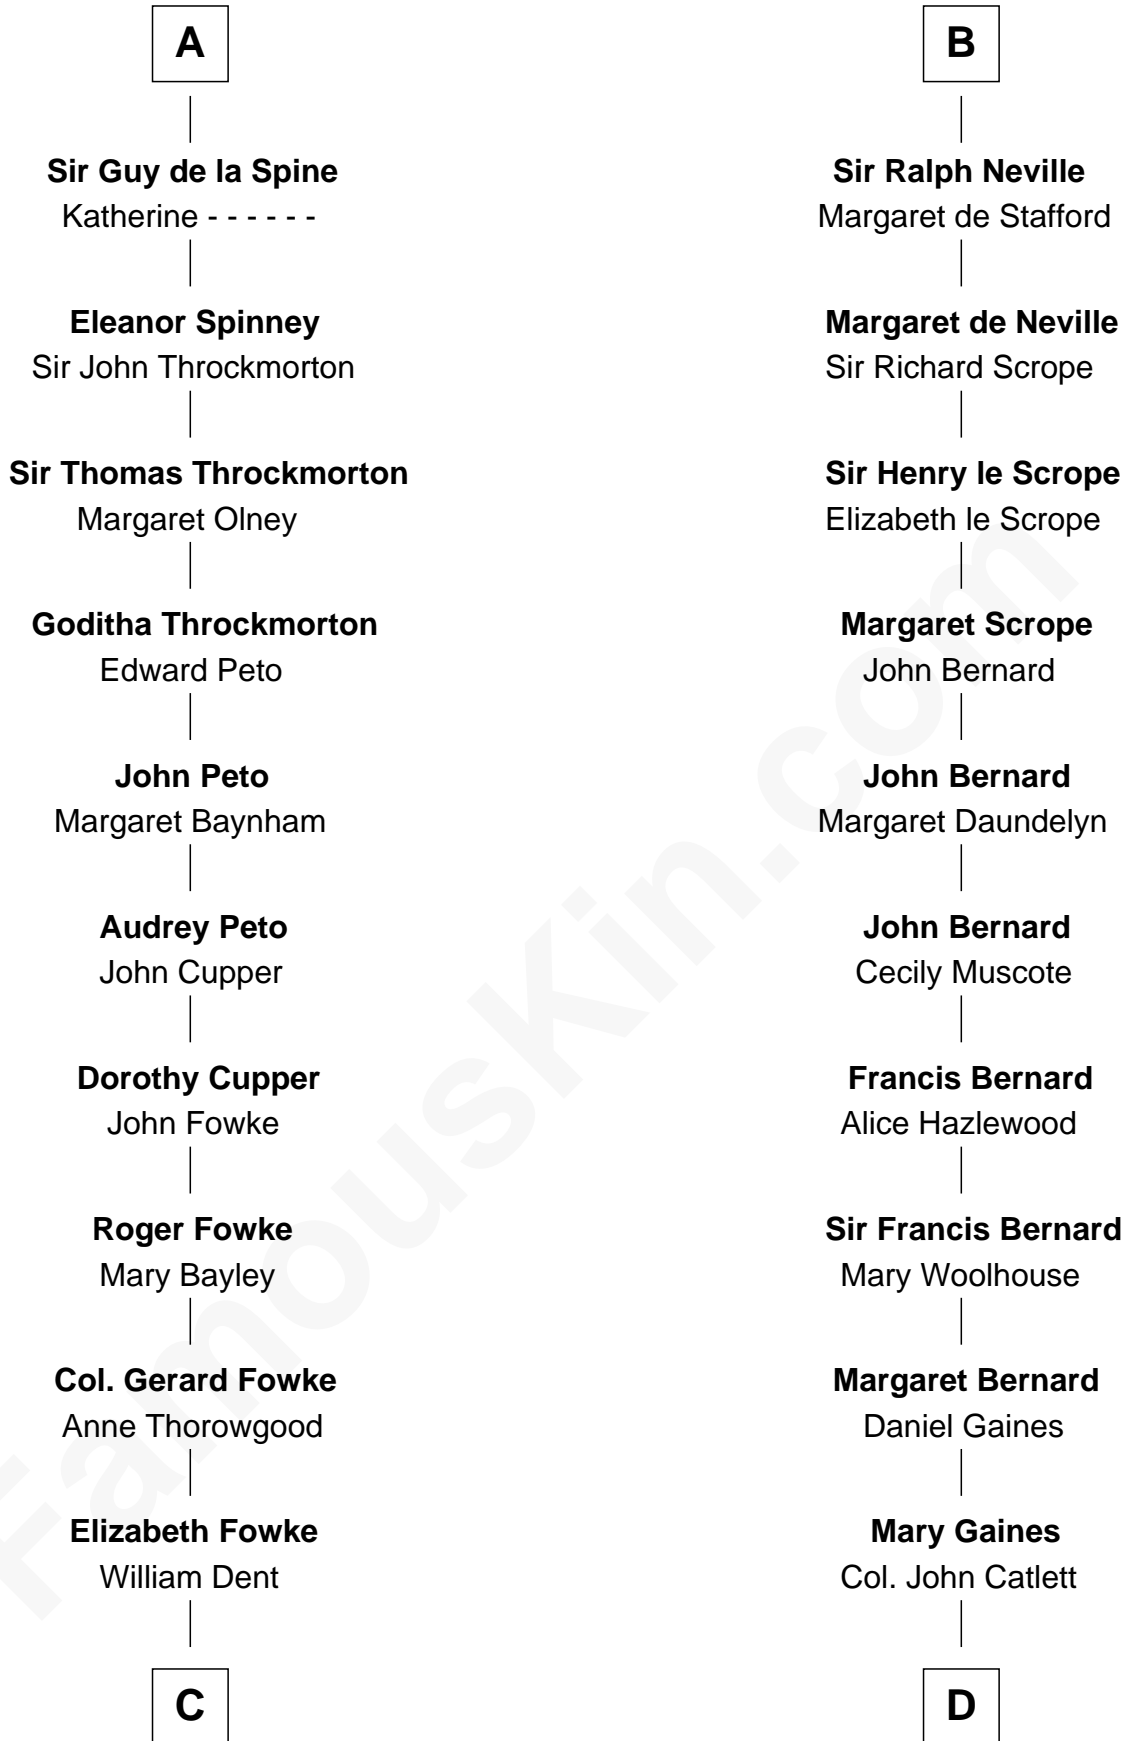 A
Sir Guy de la Spine
Katherine - - - - - -
Eleanor Spinney
Sir John Throckmorton
Sir Thomas Throckmorton
Margaret Olney
Goditha Throckmorton
Edward Peto
John Peto
Margaret Baynham
Audrey Peto
John Cupper
Dorothy Cupper
John Fowke
Roger Fowke
Mary Bayley
Col. Gerard Fowke
Anne Thorowgood
Elizabeth Fowke
William Dent
C
B
Sir Ralph Neville
Margaret de Stafford
Margaret de Neville
Sir Richard Scrope
Sir Henry le Scrope
Elizabeth le Scrope
Margaret Scrope
John Bernard
John Bernard
Margaret Daundelyn
John Bernard
Cecily Muscote
Francis Bernard
Alice Hazlewood
Sir Francis Bernard
Mary Woolhouse
Margaret Bernard
Daniel Gaines
Mary Gaines
Col. John Catlett
D
FamousKin.com